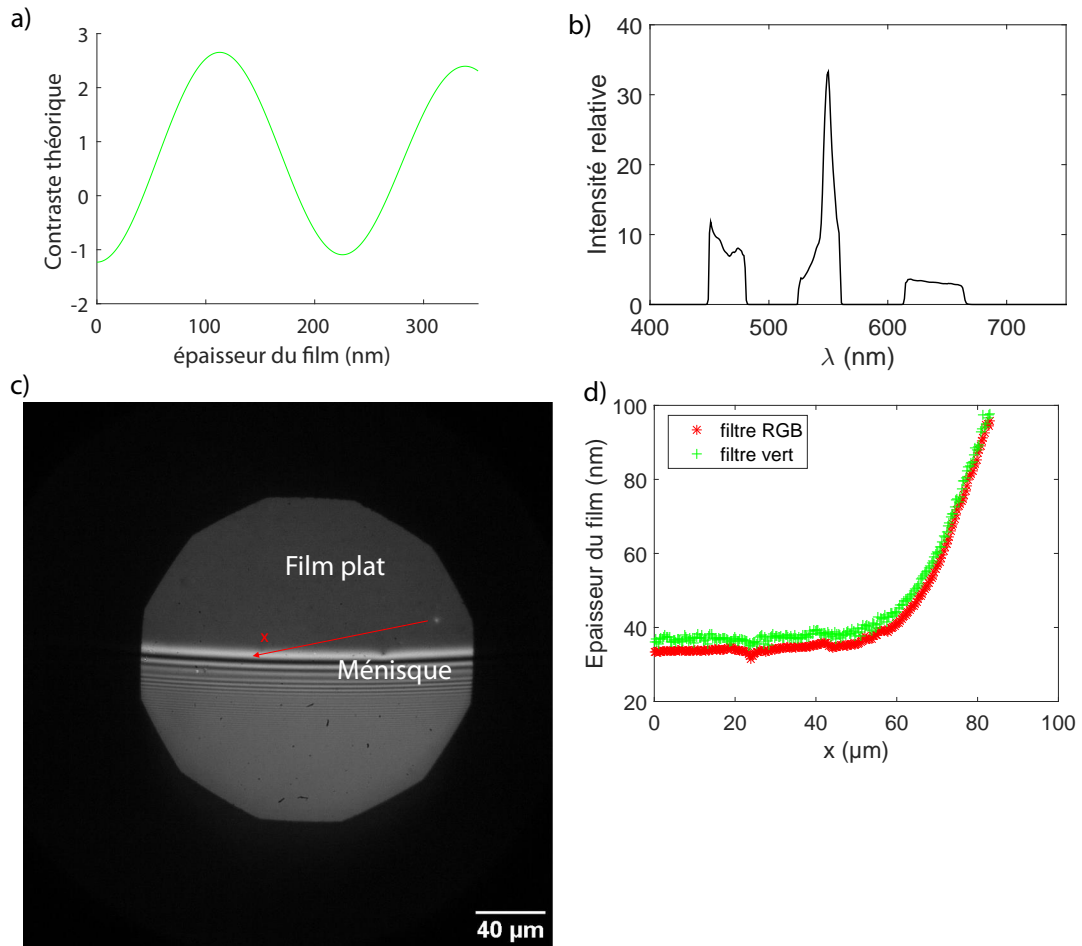 a)
3
2
1
0
-1
-2
Contraste théorique
0
100
200
300
épaisseur du film (nm)
b)
40
30
20
10
0
Intensité relative
400
500
600
700
λ (nm)
c)
Film plat
x
Ménisque
40 µm
d)
100
80
60
40
20
Epaisseur du film (nm)
filtre RGB
filtre vert
0
20
40
60
80
100
x (µm)